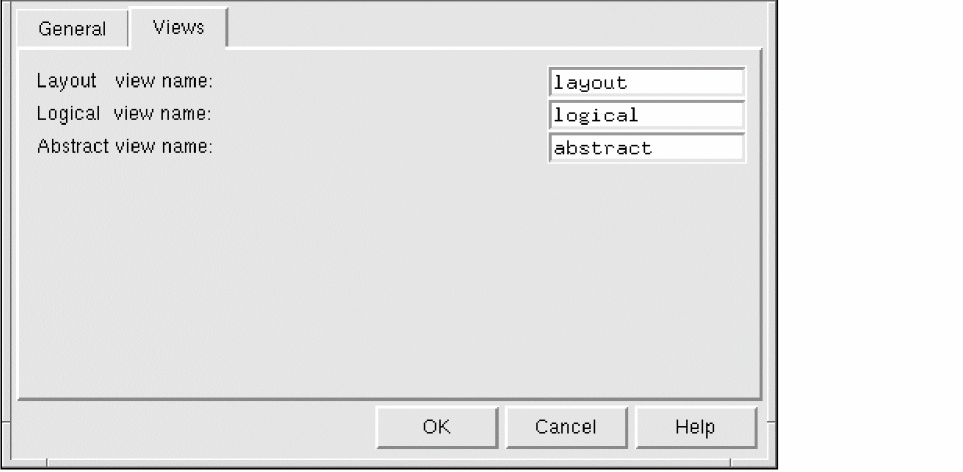 General Views
Layout view name: layout
Logical view name: logical
Abstract view name: abstract
OK Cancel Help